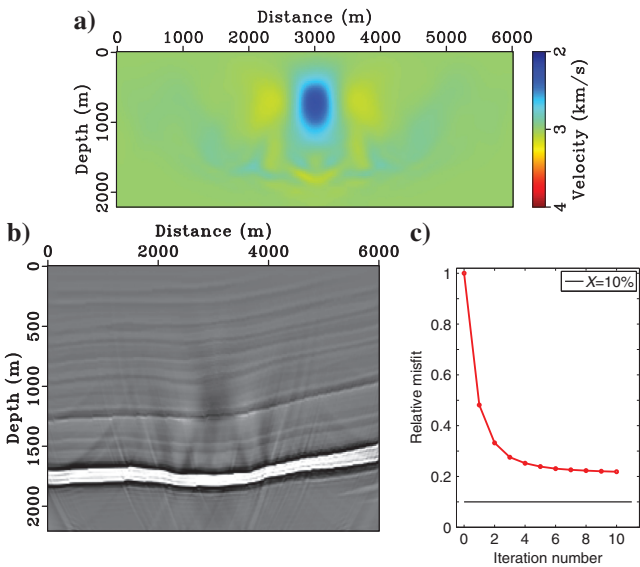 a)
Distance (m)
0 1000 2000 3000 4000 5000 6000
Depth (m)
0
1000
2000
2
3
4
Velocity (km/s)
b)
Distance (m)
0 2000 4000 6000
Depth (m)
0
500
1000
1500
2000
c)
X=10%
Relative misfit
1
0.8
0.6
0.4
0.2
0
0 2 4 6 8 10
Iteration number